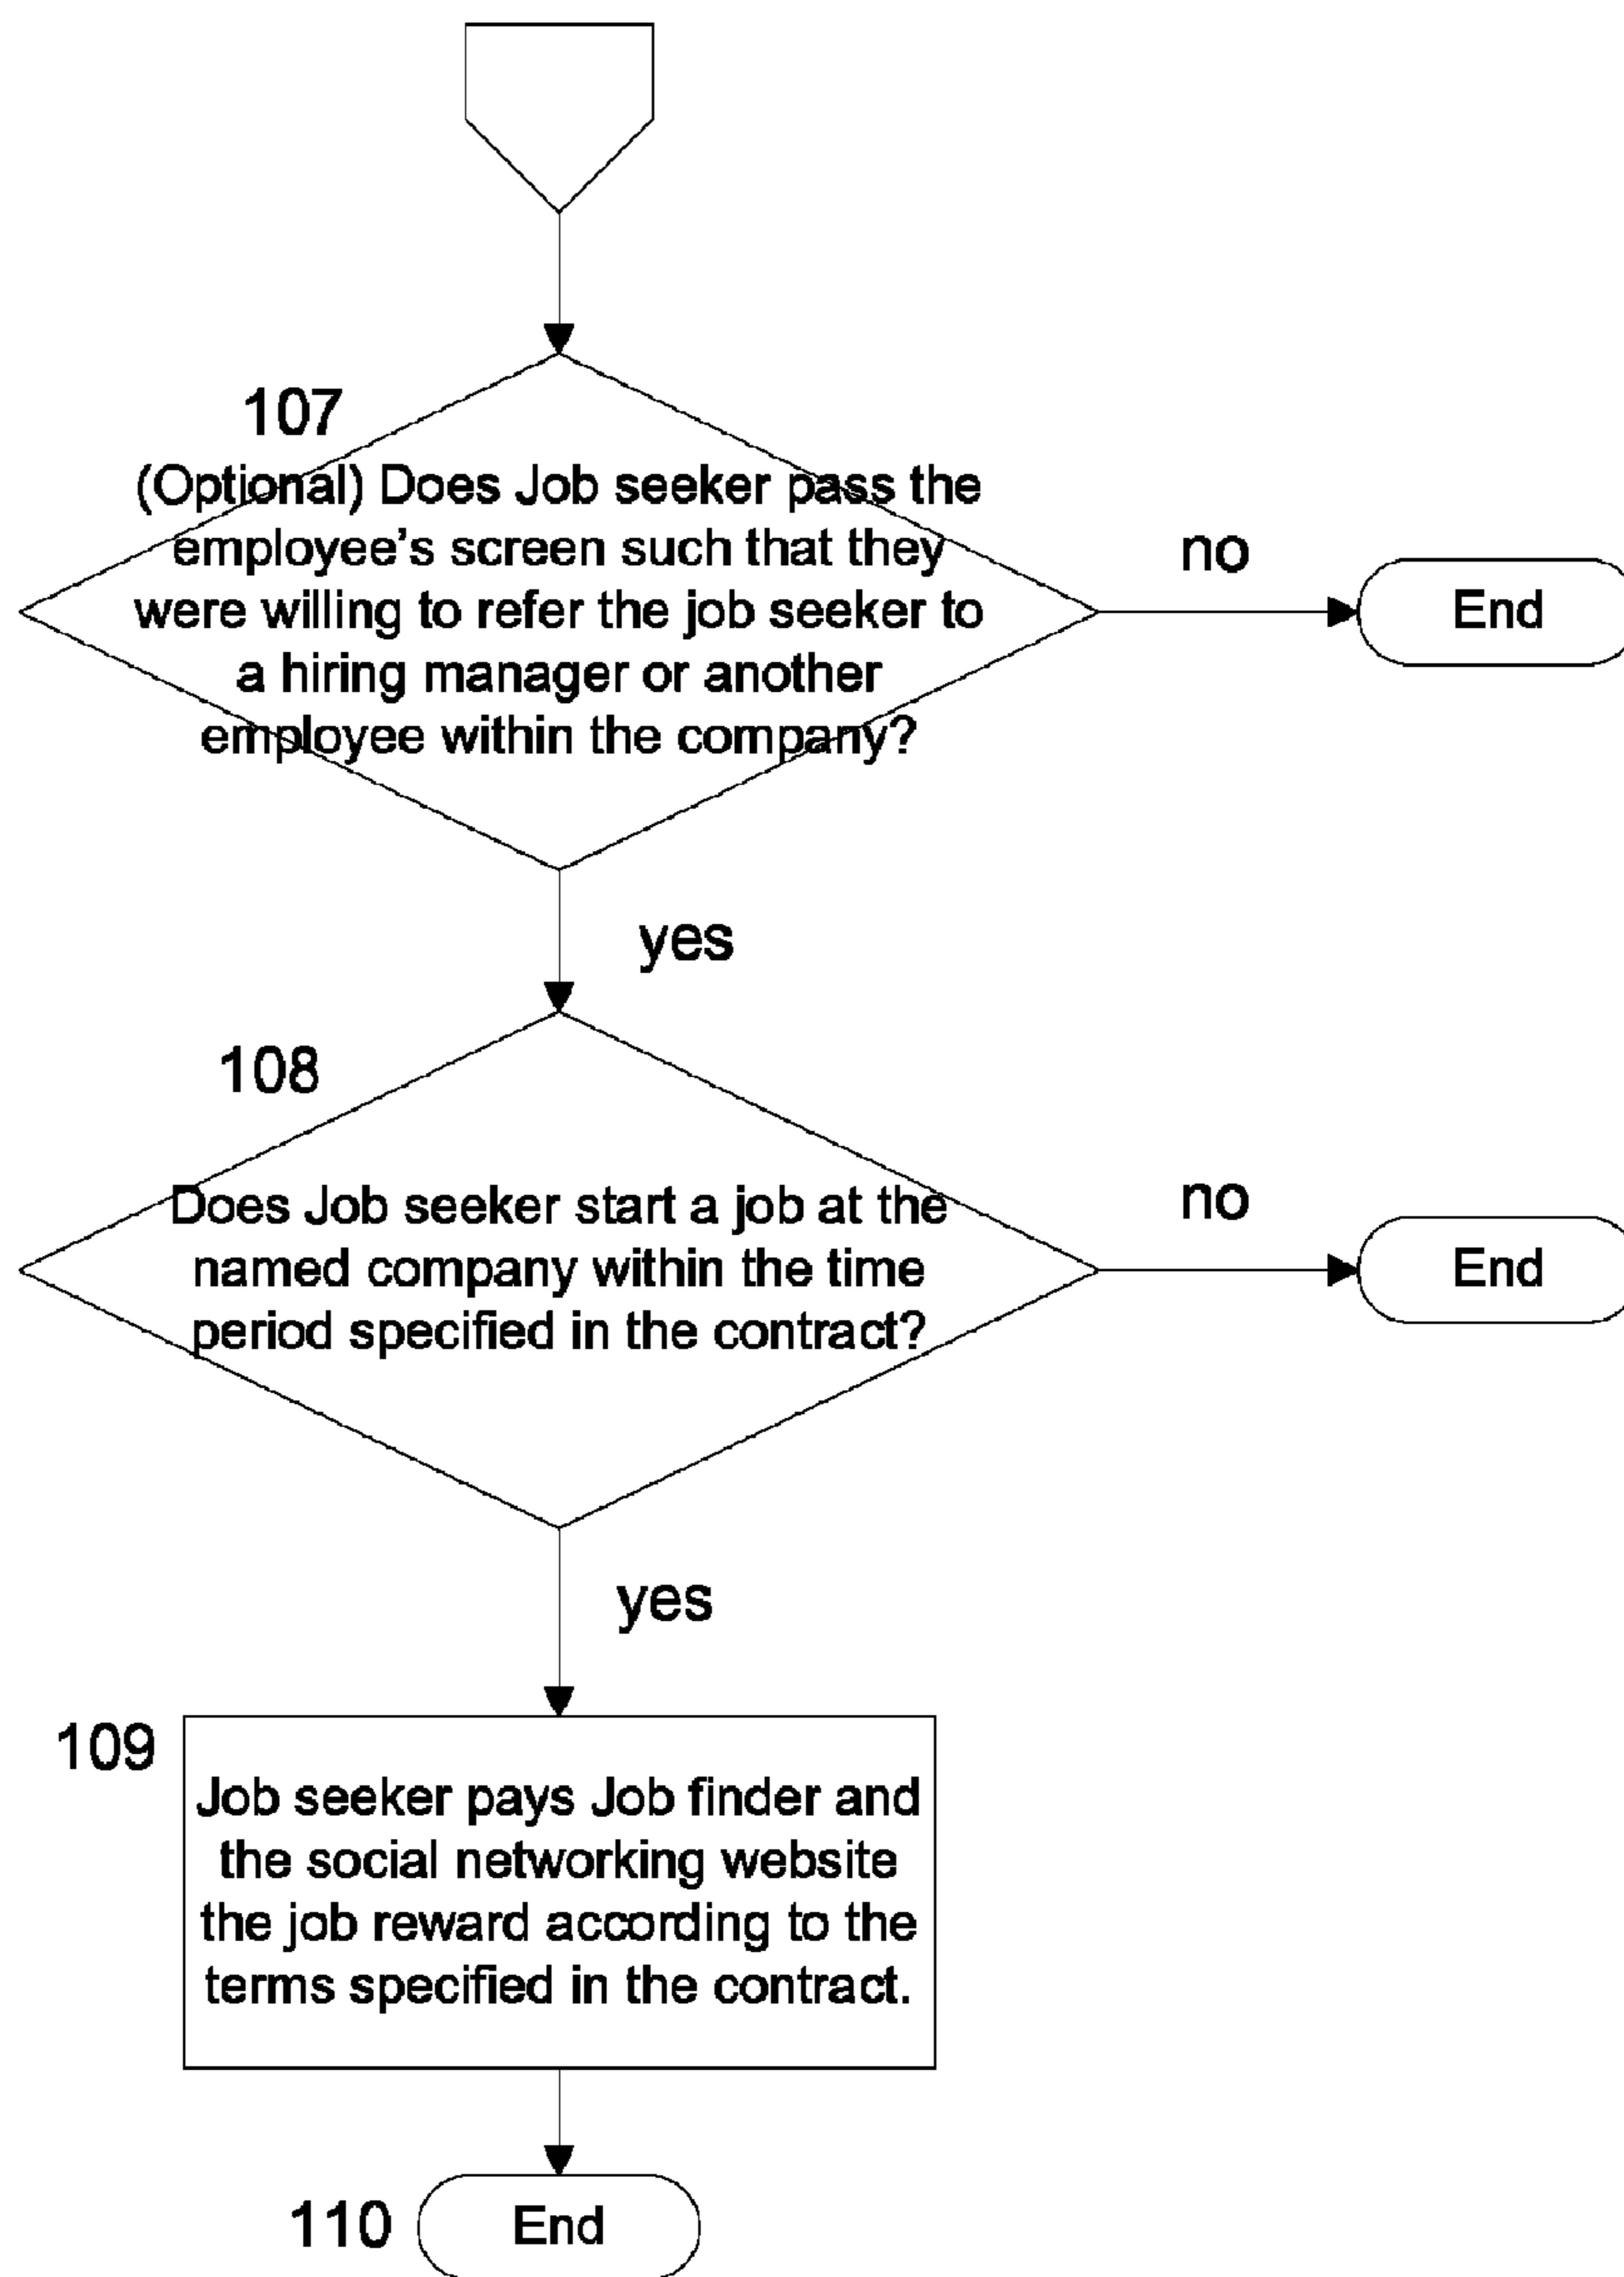 107
(Optional) Does Job seeker pass the
employee's screen such that they
were willing to refer the job seeker to
a hiring manager or another
employee within the company?
no
End
yes
108
Does Job seeker start a job at the
named company within the time
period specified in the contract?
no
End
yes
109
Job seeker pays Job finder and
the social networking website
the job reward according to the
terms specified in the contract.
110
End